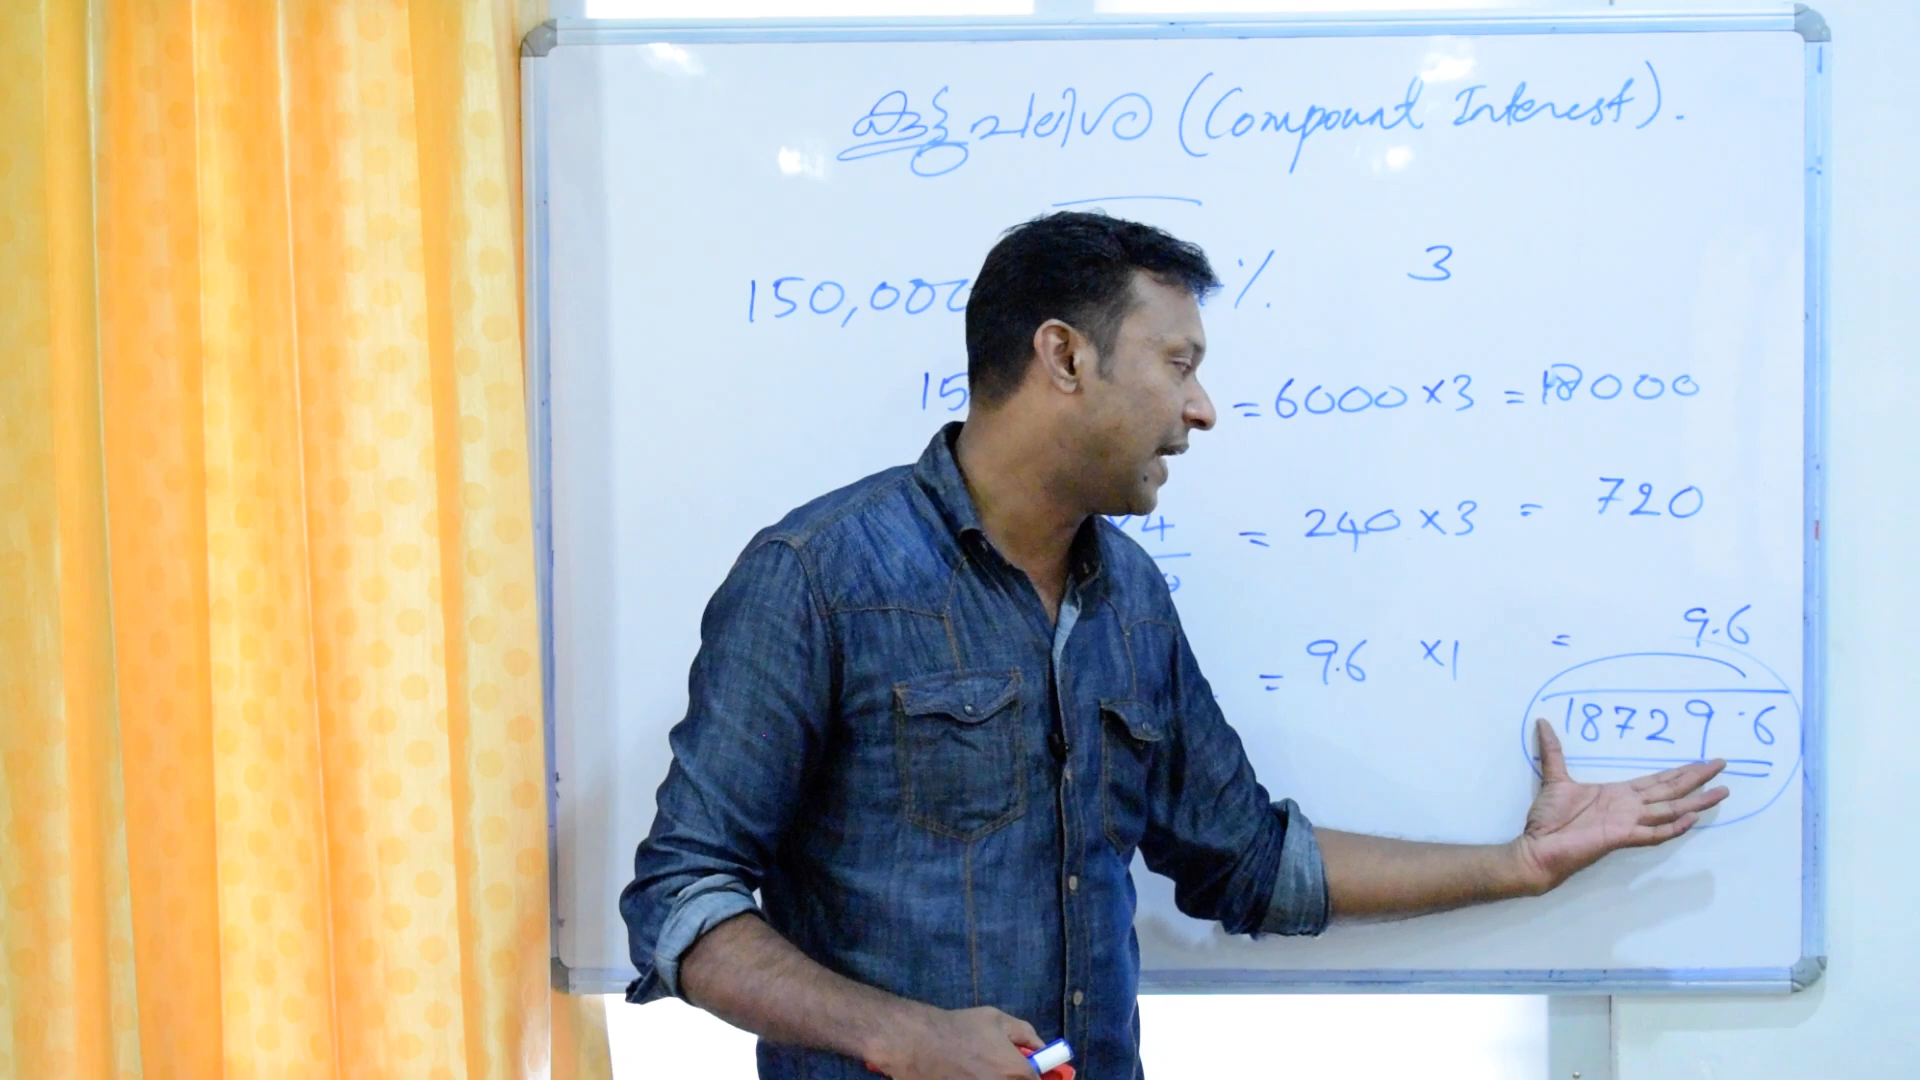 കൂട്ടുപലിശ (Compound Interest).
150,000 % 3
15 = 6000 × 3 = 18000
×4 = 240 × 3 = 720
= 9.6 × 1 = 9.6
18729.6